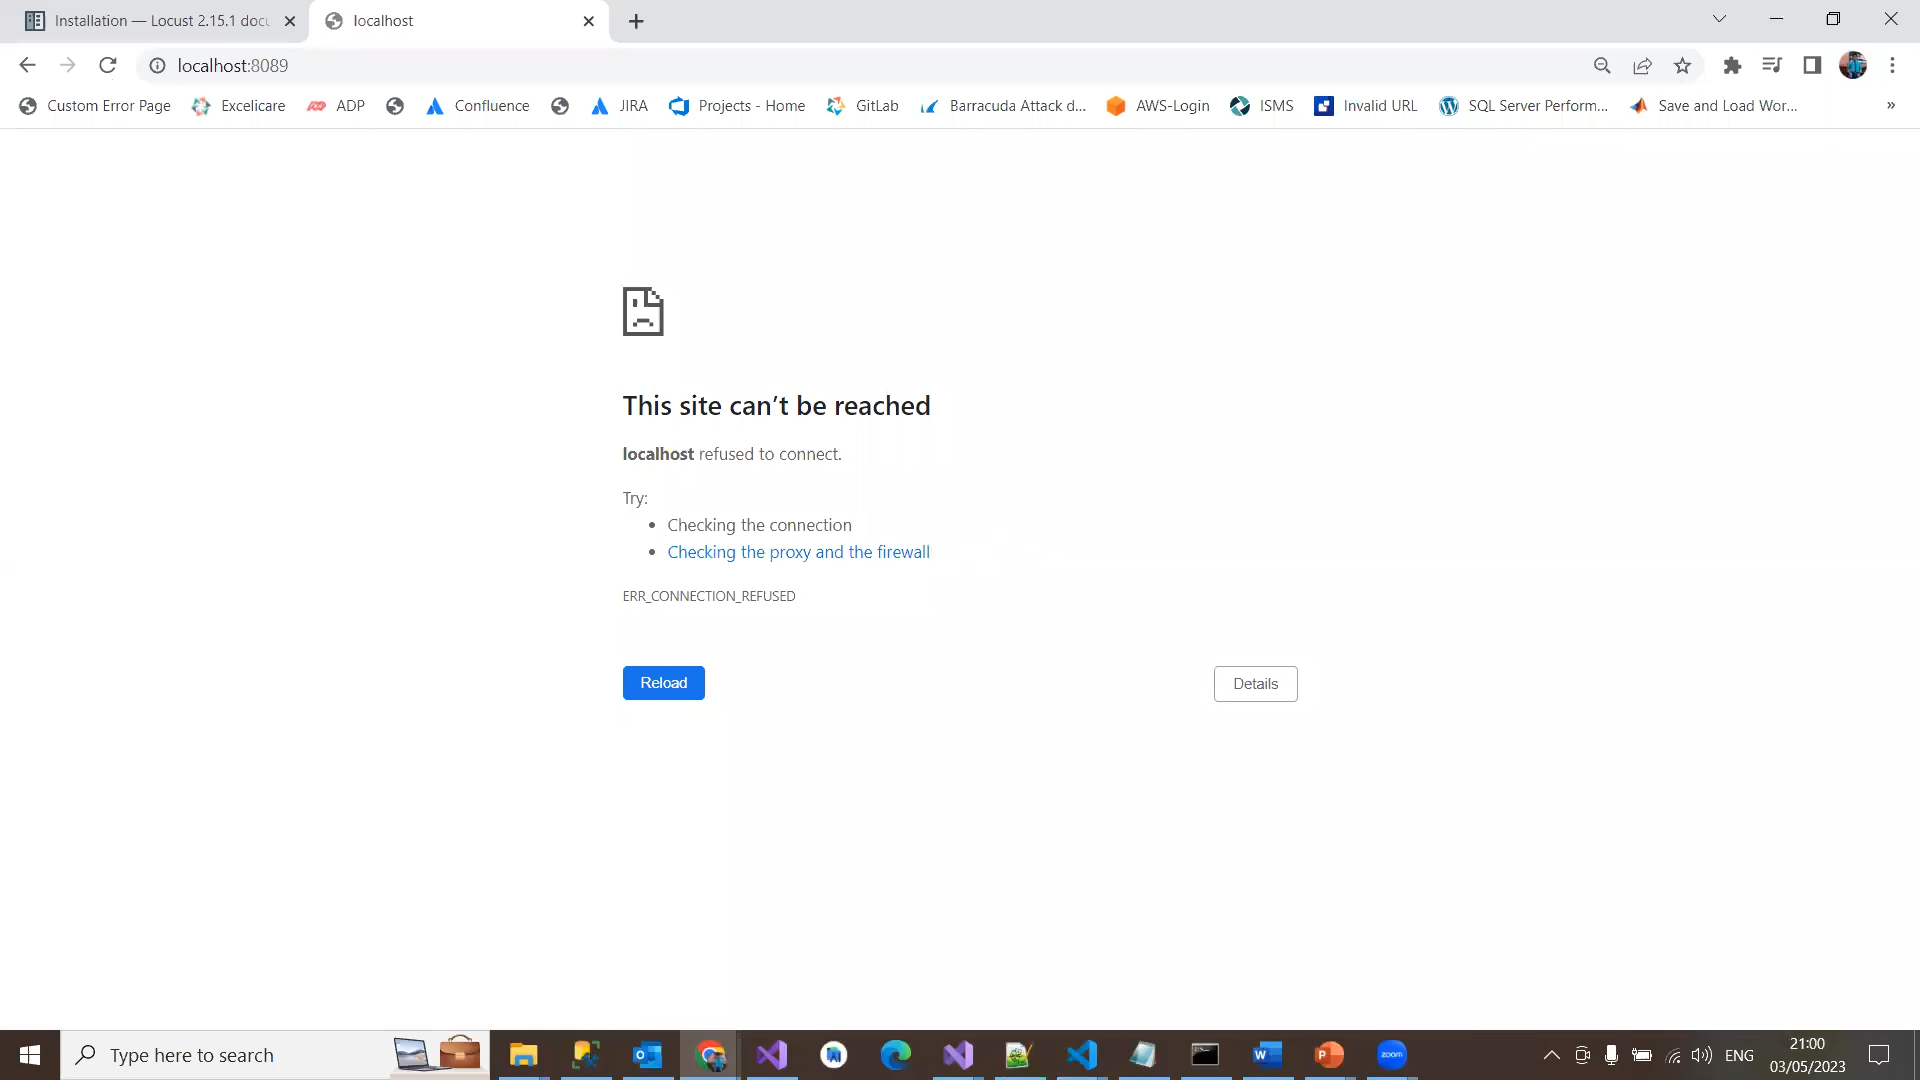 Installation — Locust 2.15.1 docu
localhost
localhost:8089
Custom Error Page
Excelicare
ADP
Confluence
JIRA
Projects - Home
GitLab
Barracuda Attack d...
AWS-Login
ISMS
Invalid URL
SQL Server Perform...
Save and Load Wor...
»
This site can’t be reached
localhost refused to connect.
Try:
• Checking the connection
• Checking the proxy and the firewall
ERR_CONNECTION_REFUSED
Reload
Details
Type here to search
zoom
ENG
21:00
03/05/2023